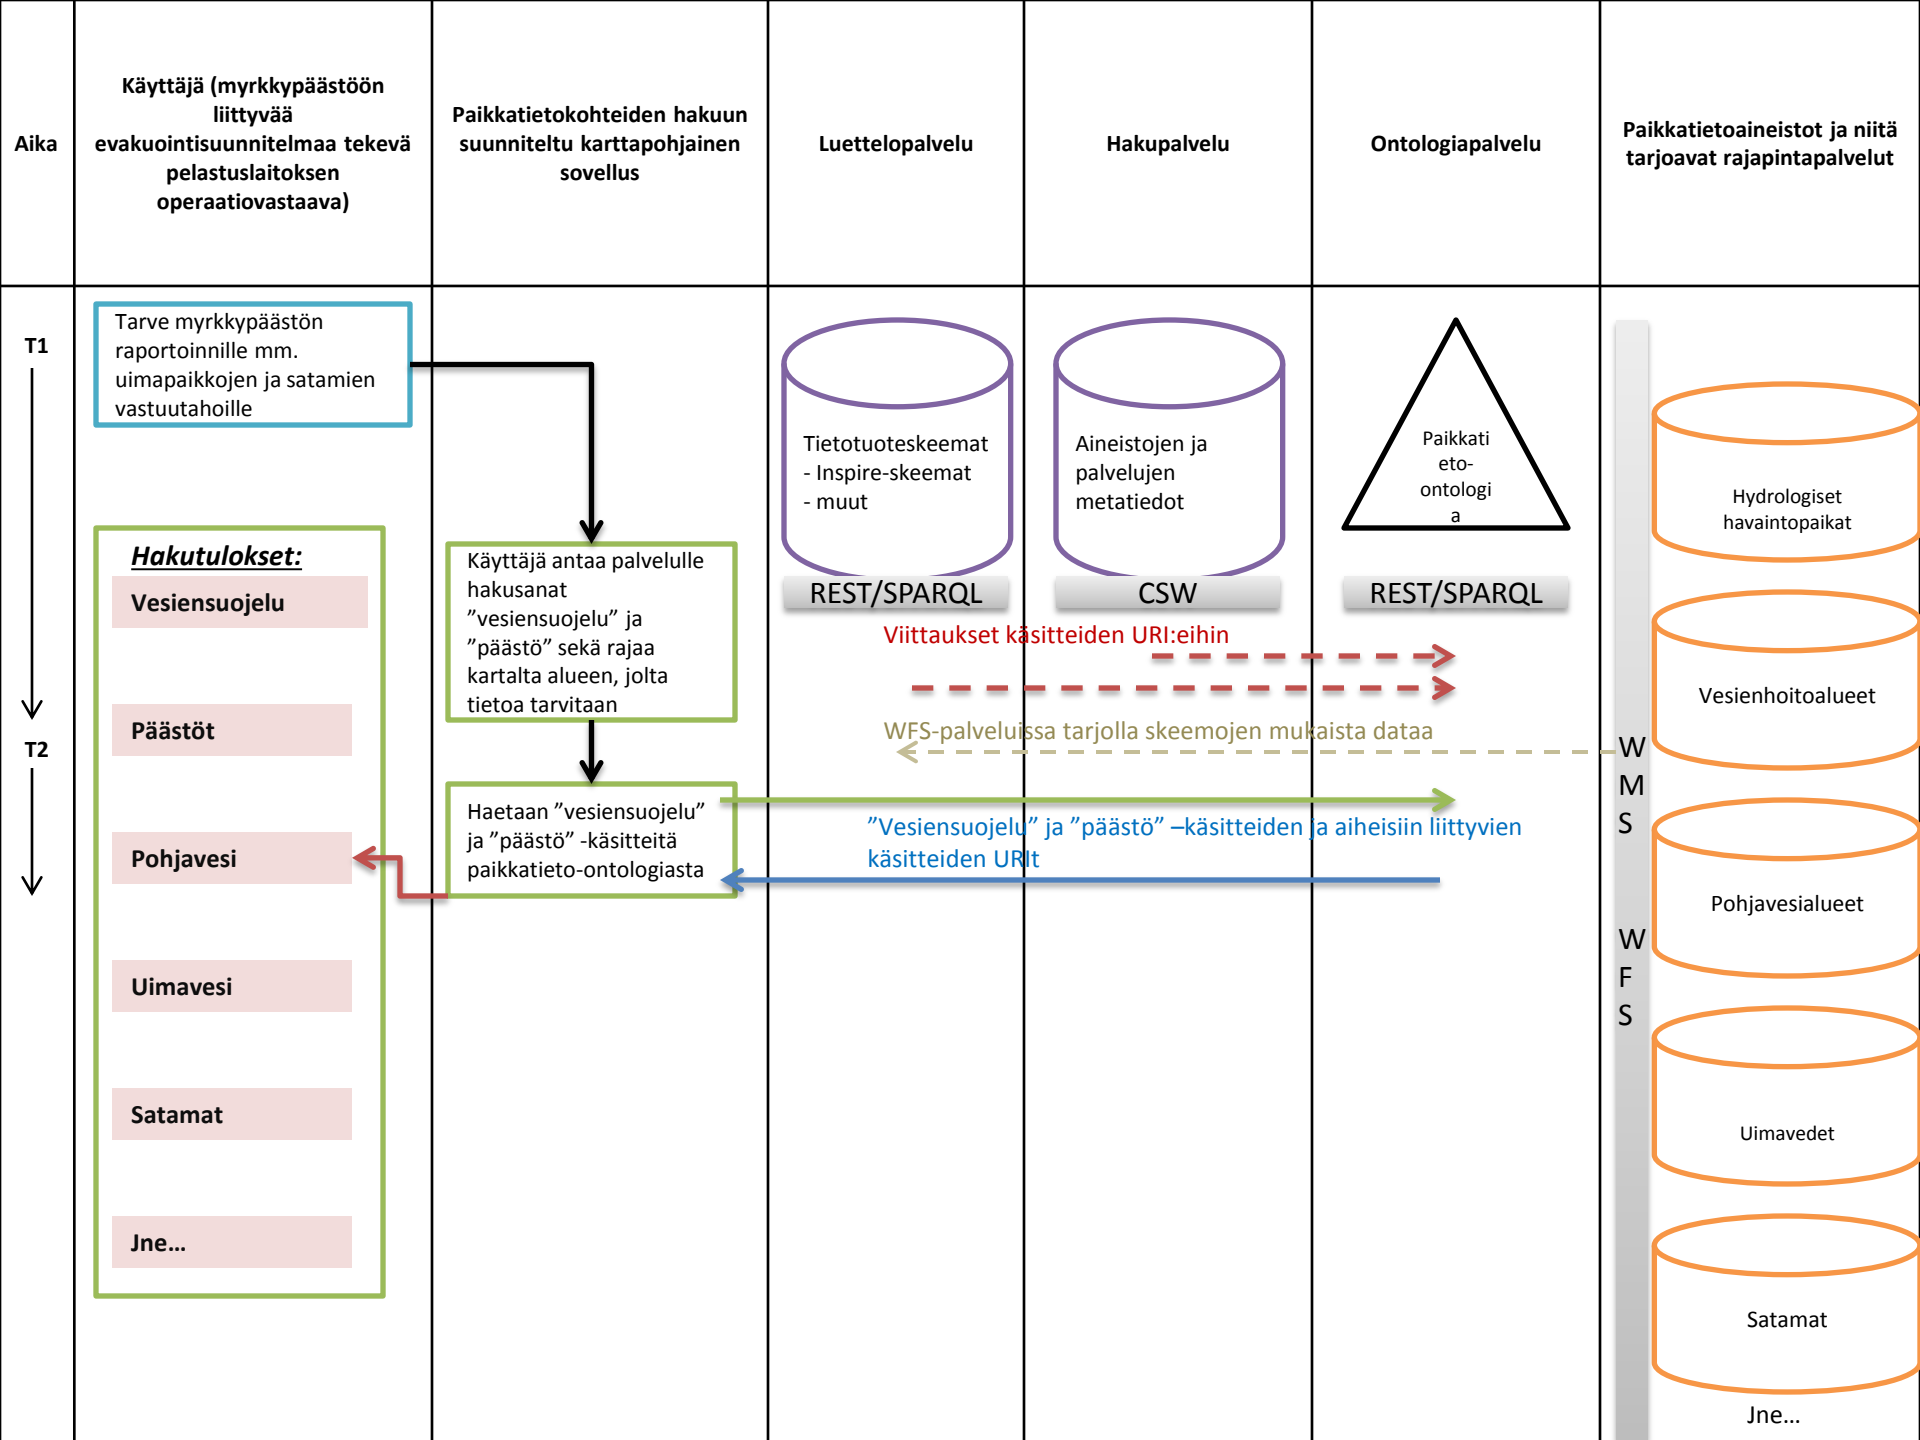 Aika
Käyttäjä (myrkkypäästöön
liittyvää
evakuointisuunnitelmaa tekevä
pelastuslaitoksen
operaatiovastaava)
Paikkatietokohteiden hakuun
suunniteltu karttapohjainen
sovellus
Luettelopalvelu
Hakupalvelu
Ontologiapalvelu
Paikkatietoaineistot ja niitä
tarjoavat rajapintapalvelut
T1
T2
Tarve myrkkypäästön
raportoinnille mm.
uimapaikkojen ja satamien
vastuutahoille
Hakutulokset:
Vesiensuojelu
Päästöt
Pohjavesi
Uimavesi
Satamat
Jne...
Käyttäjä antaa palvelulle
hakusanat
”vesiensuojelu” ja
”päästö” sekä rajaa
kartalta alueen, jolta
tietoa tarvitaan
Haetaan ”vesiensuojelu”
ja ”päästö” -käsitteitä
paikkatieto-ontologiasta
Tietotuoteskeemat
- Inspire-skeemat
- muut
REST/SPARQL
Aineistojen ja
palvelujen
metatiedot
CSW
Paikkati
eto-
ontologi
a
REST/SPARQL
Viittaukset käsitteiden URI:eihin
WFS-palveluissa tarjolla skeemojen mukaista dataa
”Vesiensuojelu” ja ”päästö” –käsitteiden ja aiheisiin liittyvien
käsitteiden URIt
W
M
S
W
F
S
Hydrologiset
havaintopaikat
Vesienhoitoalueet
Pohjavesialueet
Uimavedet
Satamat
Jne...